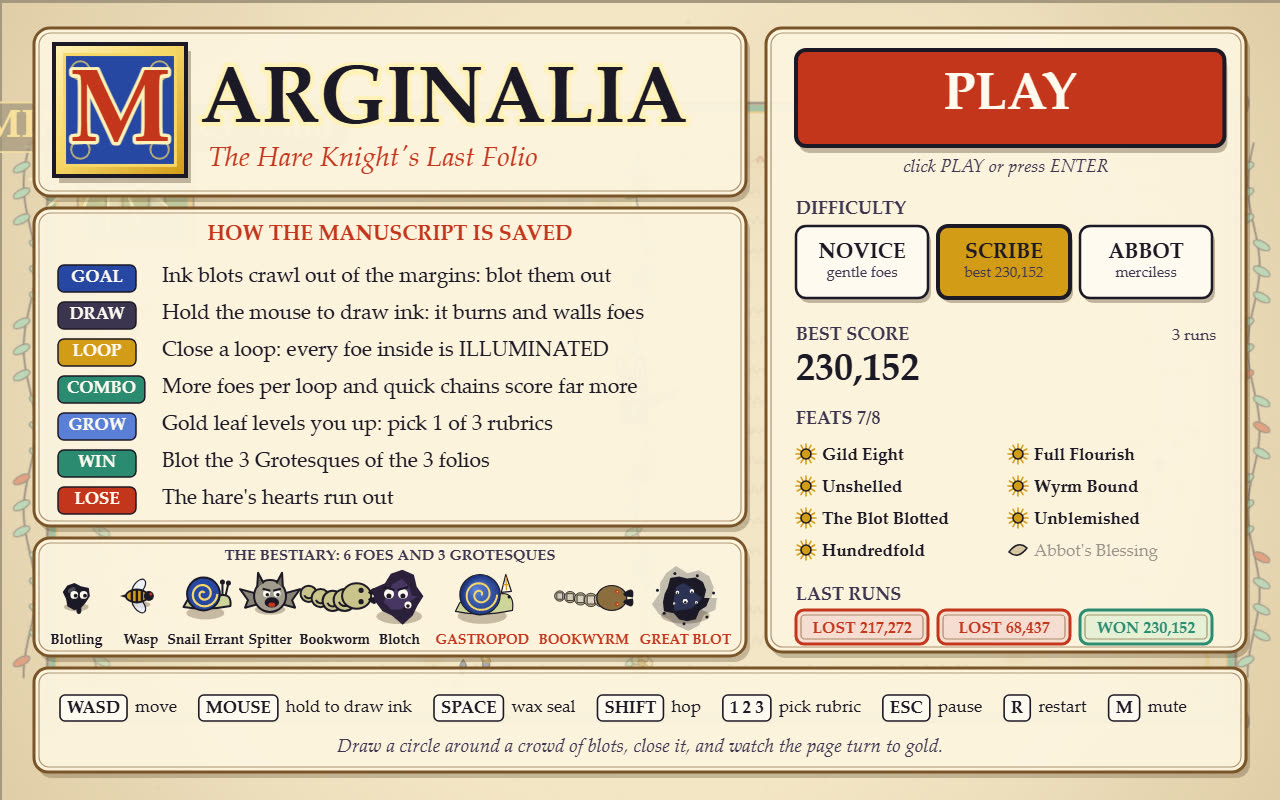 MARGINALIA
The Hare Knight's Last Folio
HOW THE MANUSCRIPT IS SAVED
GOAL Ink blots crawl out of the margins: blot them out
DRAW Hold the mouse to draw ink: it burns and walls foes
LOOP Close a loop: every foe inside is ILLUMINATED
COMBO More foes per loop and quick chains score far more
GROW Gold leaf levels you up: pick 1 of 3 rubrics
WIN Blot the 3 Grotesques of the 3 folios
LOSE The hare's hearts run out
THE BESTIARY: 6 FOES AND 3 GROTESQUES
Blotling Wasp Snail Errant Spitter Bookworm Blotch GASTROPOD BOOKWYRM GREAT BLOT
PLAY
click PLAY or press ENTER
DIFFICULTY
NOVICE
gentle foes
SCRIBE
best 230,152
ABBOT
merciless
BEST SCORE 3 runs
230,152
FEATS 7/8
Gild Eight Full Flourish
Unshelled Wyrm Bound
The Blot Blotted Unblemished
Hundredfold Abbot's Blessing
LAST RUNS
LOST 217,272 LOST 68,437 WON 230,152
WASD move MOUSE hold to draw ink SPACE wax seal SHIFT hop 1 2 3 pick rubric ESC pause R restart M mute
Draw a circle around a crowd of blots, close it, and watch the page turn to gold.